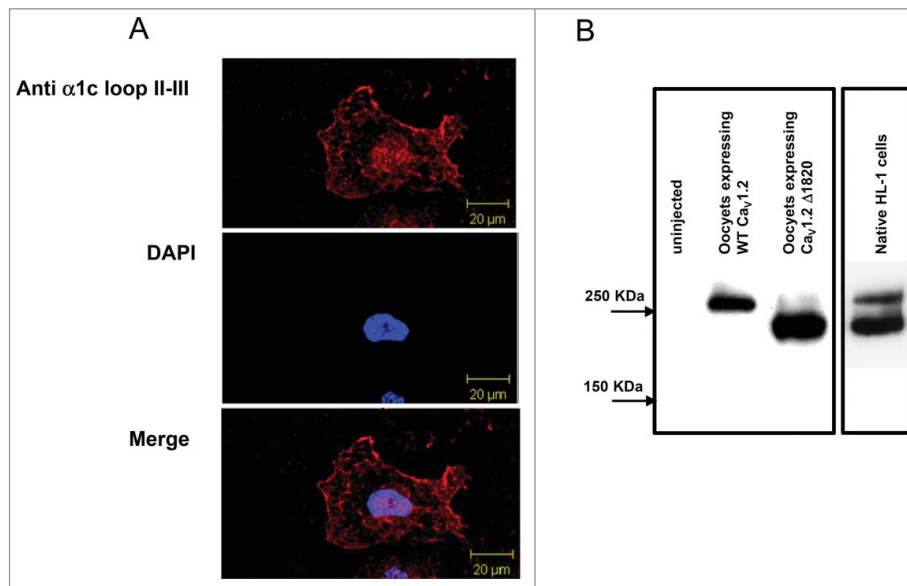 A
Anti α1c loop II-III
20 µm
DAPI
20 µm
Merge
20 µm
B
uninjected
Oocyets expressing
WT CaV1.2
Oocyets expressing
CaV1.2 Δ1820
Native HL-1 cells
250 KDa
150 KDa